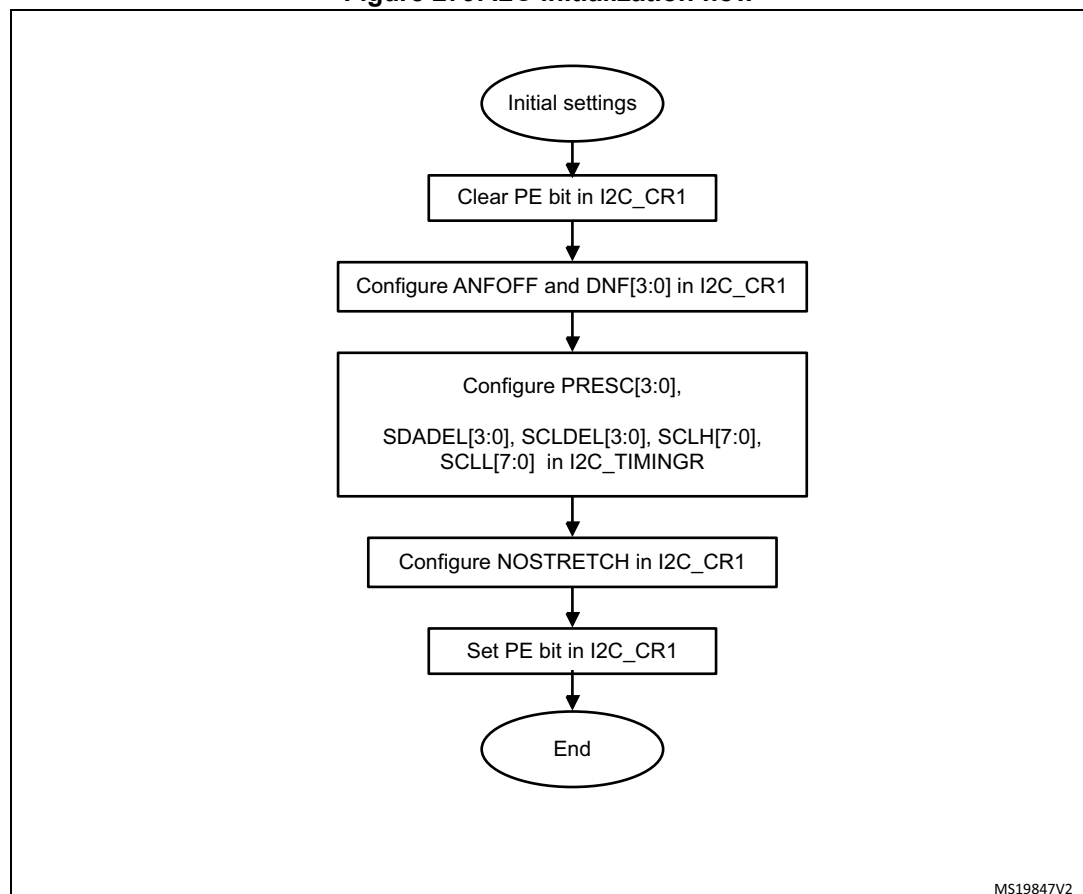 Initial settings
Clear PE bit in I2C_CR1
Configure ANFOFF and DNF[3:0] in I2C_CR1
Configure PRESC[3:0],
SDADEL[3:0], SCLDEL[3:0], SCLH[7:0],
SCLL[7:0] in I2C_TIMINGR
Configure NOSTRETCH in I2C_CR1
Set PE bit in I2C_CR1
End
MS19847V2